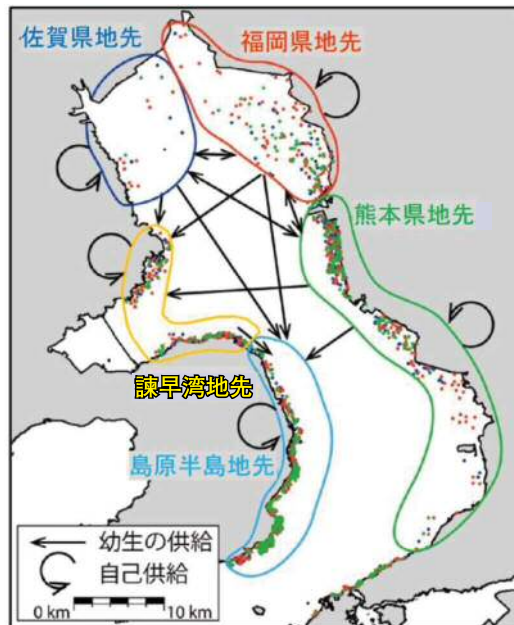 佐賀県地先
福岡県地先
熊本県地先
諫早湾地先
島原半島地先
幼生の供給
自己供給
0 km
10 km